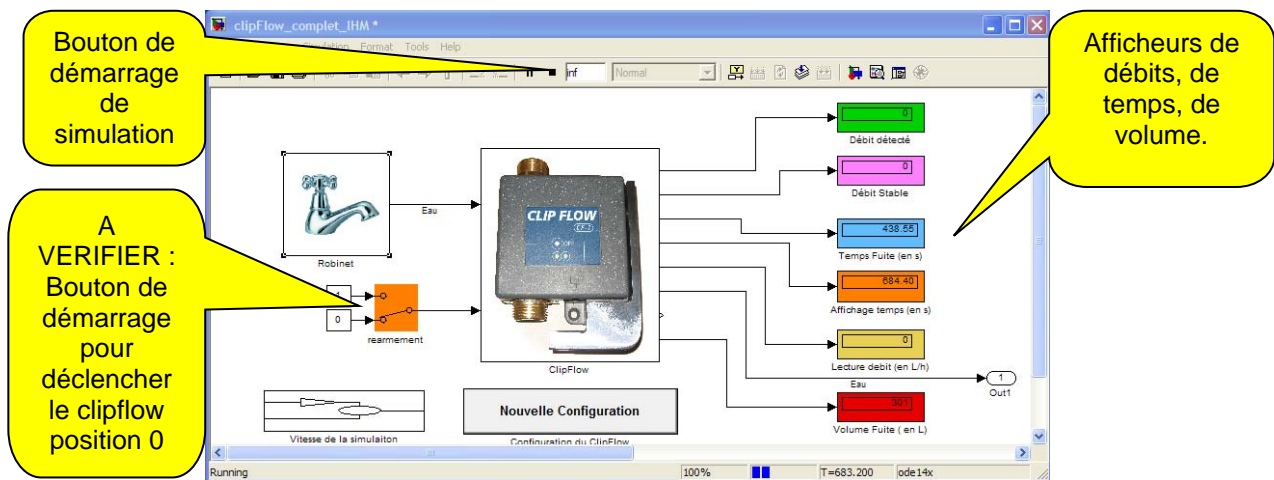 Bouton de
démarrage
de
simulation
A
VERIFIER :
Bouton de
démarrage
pour
déclencher
le clipflow
position 0
Afficheurs de
débits, de
temps, de
volume.
clipFlow_complet_IHM *
Simulation Format Tools Help
inf
Normal
0
Débit détecté
0
Débit Stable
438.55
Temps Fuite (en s)
684.40
Affichage temps (en s)
0
Lecture debit (en L/h)
Eau
301
Volume Fuite ( en L)
1
Out1
Robinet
Eau
CLIP FLOW
CF-1
OFF
ClipFlow
0
rearmement
Vitesse de la simulaiton
Nouvelle Configuration
Configuration du ClipFlow
Running
100%
T=683.200
ode14x